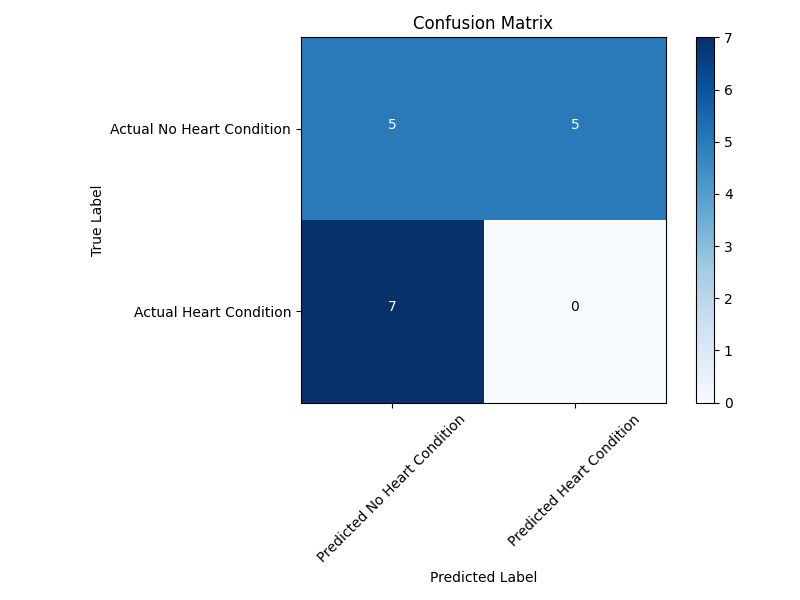 Confusion Matrix
Actual No Heart Condition
Actual Heart Condition
True Label
5 5
7 0
7
6
5
4
3
2
1
0
Predicted No Heart Condition
Predicted Heart Condition
Predicted Label